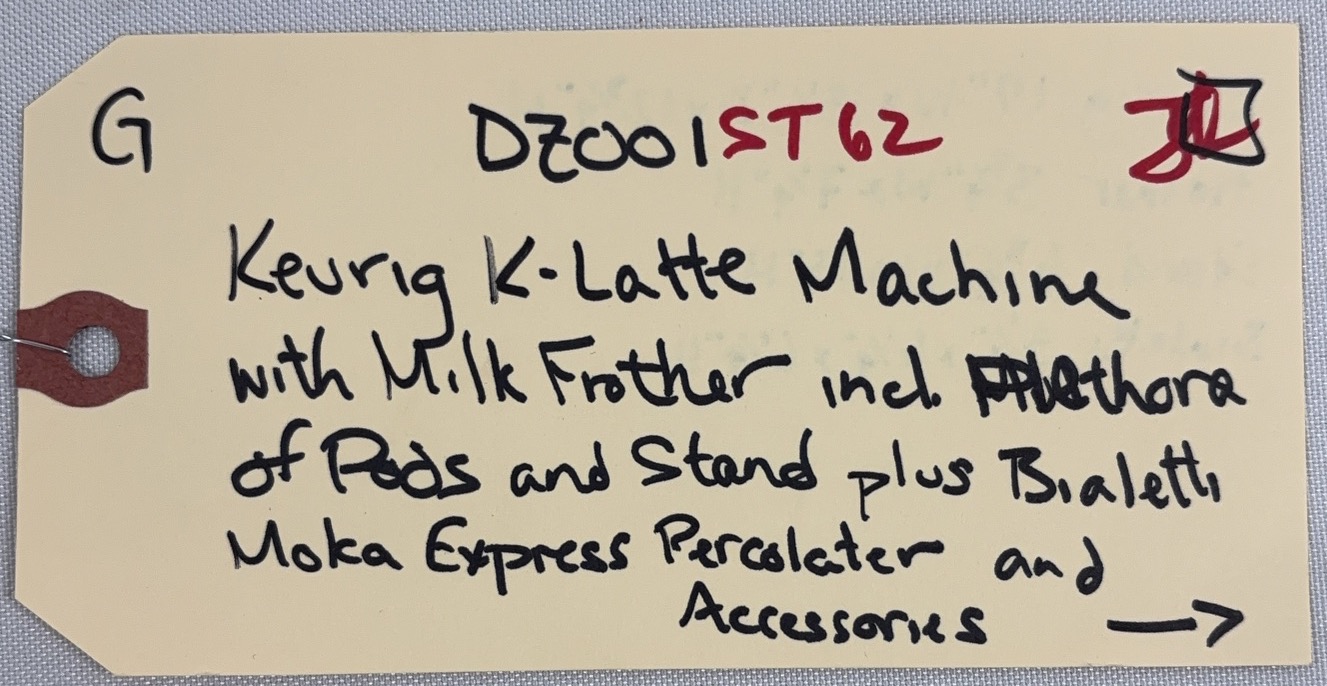 G DZ001ST62
Keurig K-Latte Machine
with Milk Frother incl. Plethora
of Pods and Stand plus Bialetti
Moka Express Percolater and
Accessories →